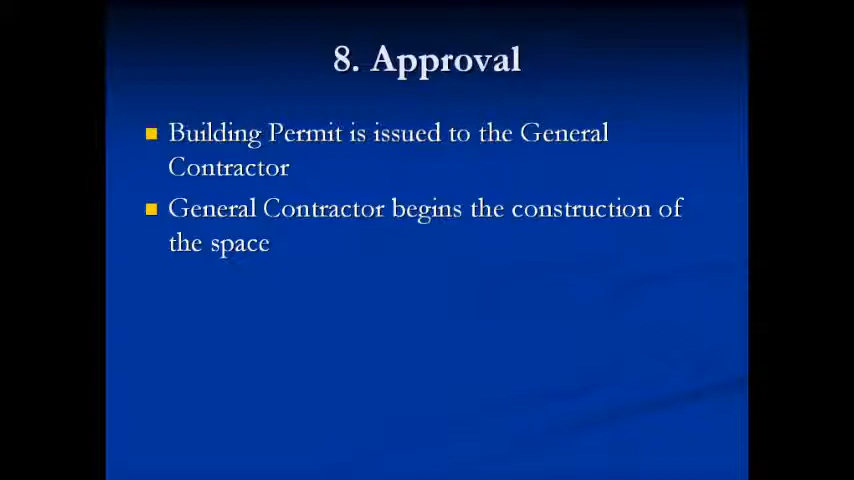 8. Approval
Building Permit is issued to the General
Contractor
General Contractor begins the construction of
the space